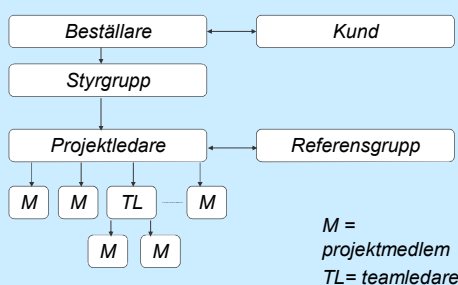 Beställare
Kund
Styrgrupp
Projektledare
Referensgrupp
M
M
TL
M
M
M
M =
projektmedlem
TL= teamledare